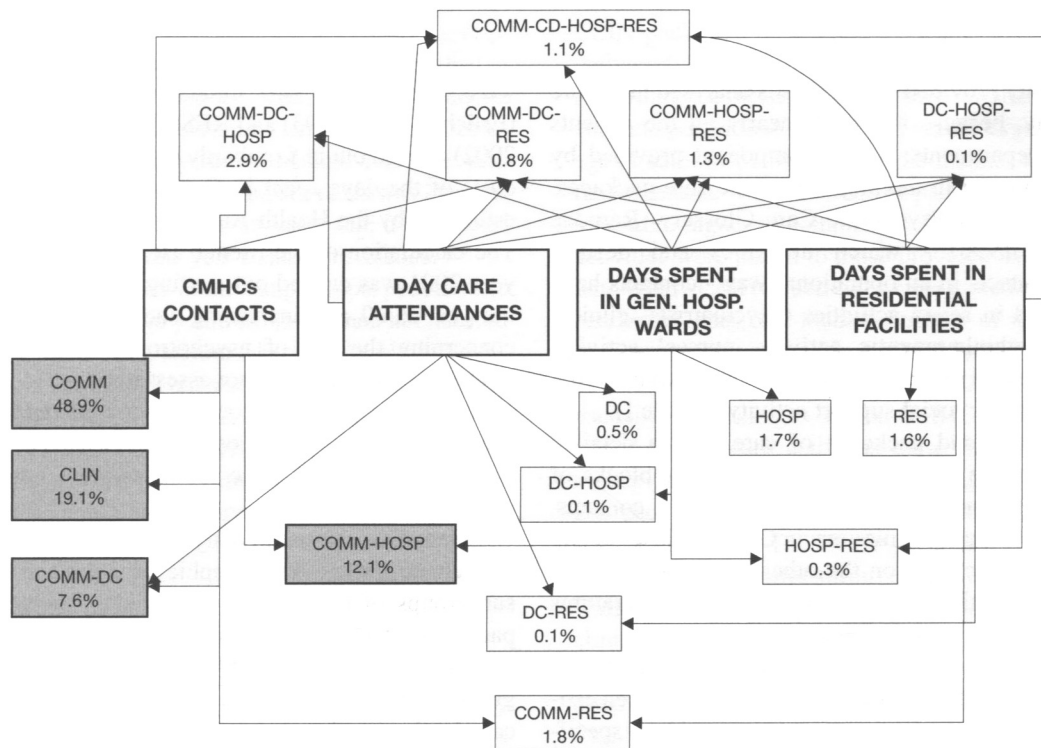 COMM-CD-HOSP-RES
1.1%
COMM-DC-
HOSP
2.9%
COMM-DC-
RES
0.8%
COMM-HOSP-
RES
1.3%
DC-HOSP-
RES
0.1%
CMHCs
CONTACTS
DAY CARE
ATTENDANCES
DAYS SPENT
IN GEN. HOSP.
WARDS
DAYS SPENT IN
RESIDENTIAL
FACILITIES
COMM
48.9%
DC
0.5%
HOSP
1.7%
RES
1.6%
CLIN
19.1%
DC-HOSP
0.1%
COMM-HOSP
12.1%
HOSP-RES
0.3%
COMM-DC
7.6%
DC-RES
0.1%
COMM-RES
1.8%